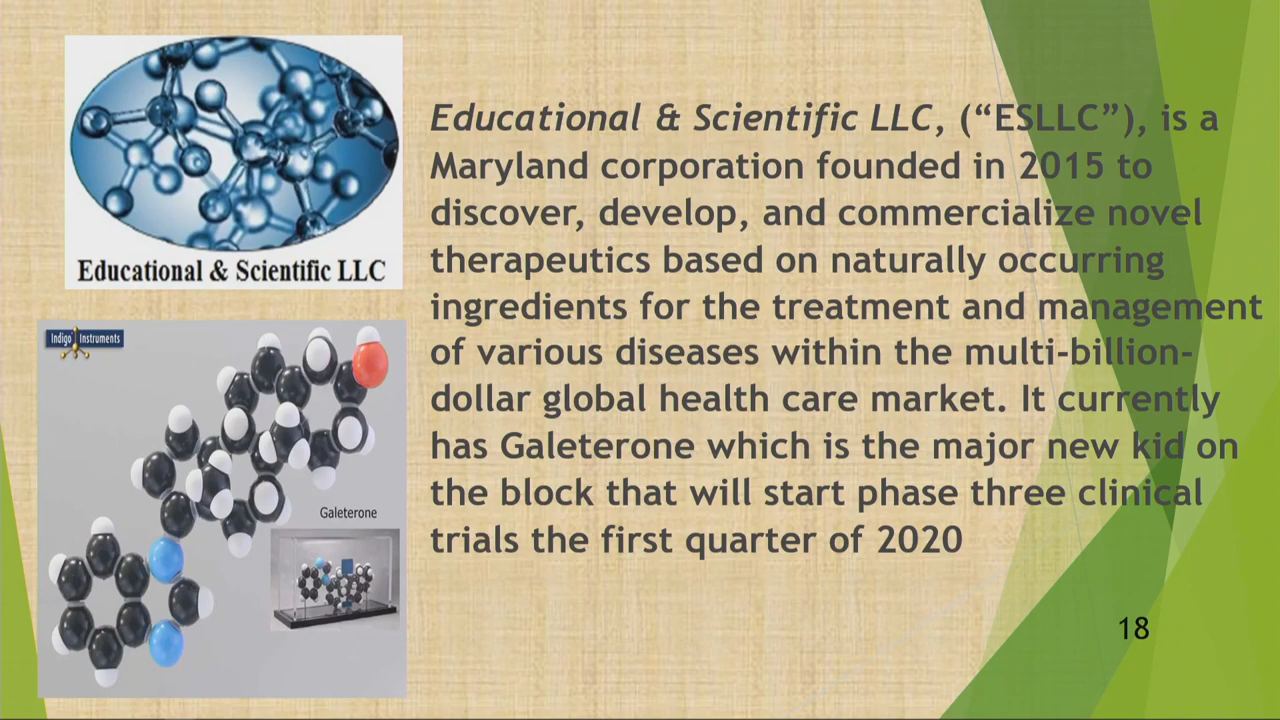 Educational & Scientific LLC
Educational & Scientific LLC, (“ESLLC”), is a
Maryland corporation founded in 2015 to
discover, develop, and commercialize novel
therapeutics based on naturally occurring
ingredients for the treatment and management
of various diseases within the multi-billion-
dollar global health care market. It currently
has Galeterone which is the major new kid on
the block that will start phase three clinical
trials the first quarter of 2020
Indigo Instruments
Galeterone
18